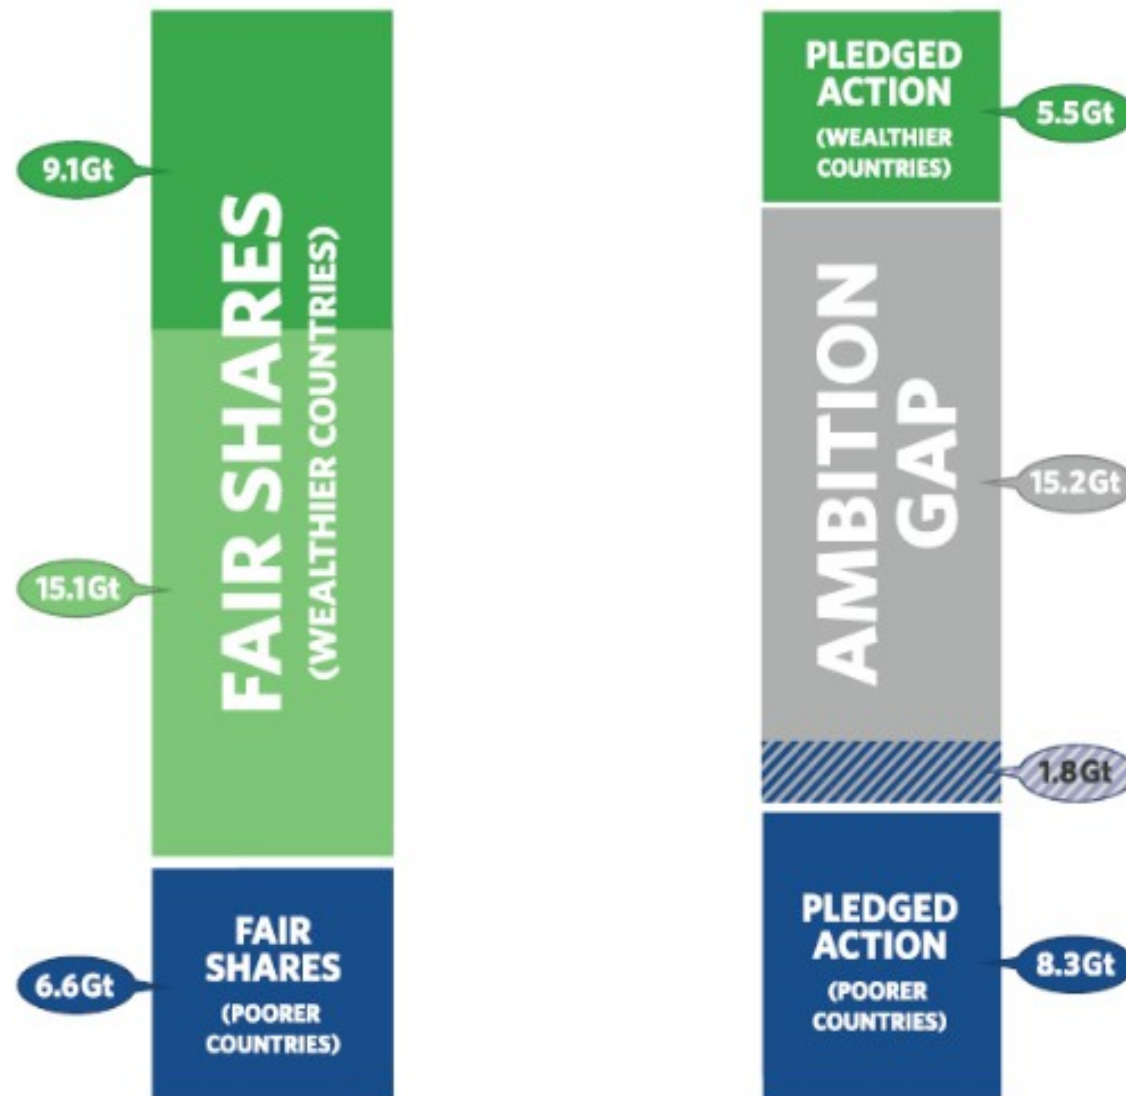 9.1Gt
15.1Gt
FAIR SHARES
(WEALTHIER COUNTRIES)
6.6Gt
FAIR
SHARES
(POORER
COUNTRIES)
PLEDGED
ACTION
(WEALTHIER
COUNTRIES)
5.5Gt
AMBITION
GAP
15.2Gt
1.8Gt
PLEDGED
ACTION
(POORER
COUNTRIES)
8.3Gt